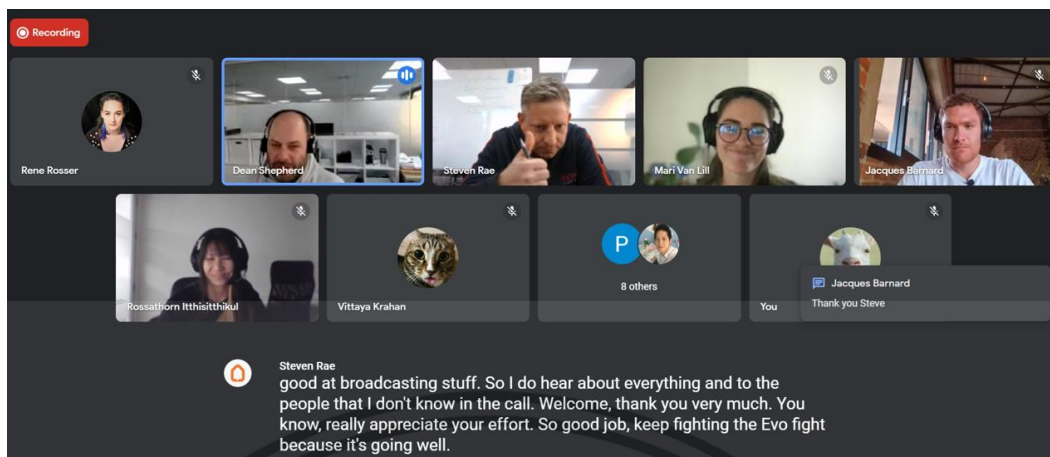 Recording
Rene Rosser
Dean Shepherd
Steven Rae
Mari Van Lill
Jacques Barnard
Rossathorn Itthisitthikul
Vittaya Krahan
P
8 others
You
Jacques Barnard
Thank you Steve
Steven Rae
good at broadcasting stuff. So I do hear about everything and to the
people that I don't know in the call. Welcome, thank you very much. You
know, really appreciate your effort. So good job, keep fighting the Evo fight
because it's going well.